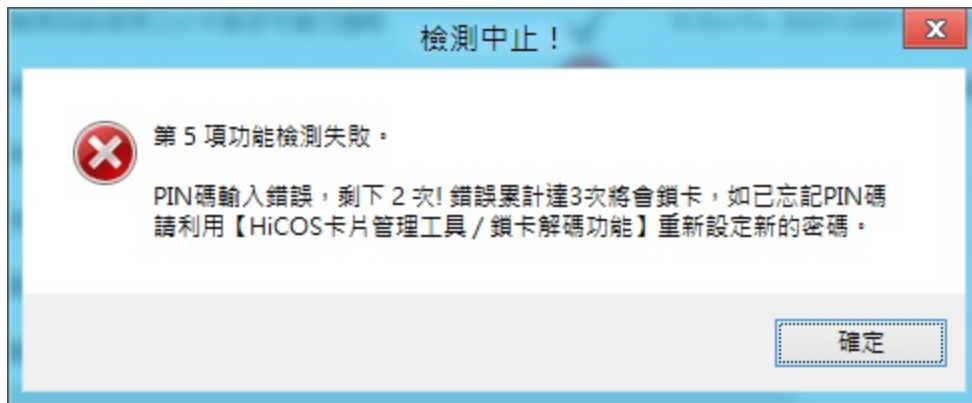 檢測中止！
第 5 項功能檢測失敗。
PIN碼輸入錯誤，剩下 2 次! 錯誤累計達3次將會鎖卡，如已忘記PIN碼
請利用【HiCOS卡片管理工具 / 鎖卡解碼功能】重新設定新的密碼。
確定